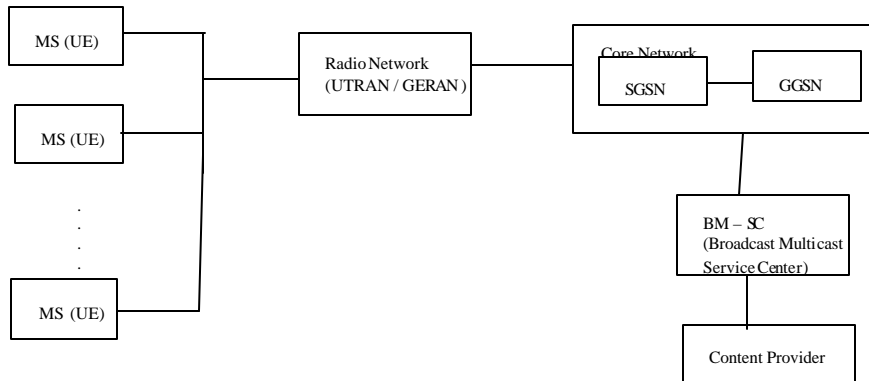 MS (UE)
Radio Network
(UTRAN / GERAN)
Core Network
SGSN
GGSN
MS (UE)
.
.
.
.
BM – SC
(Broadcast Multicast
Service Center)
MS (UE)
Content Provider